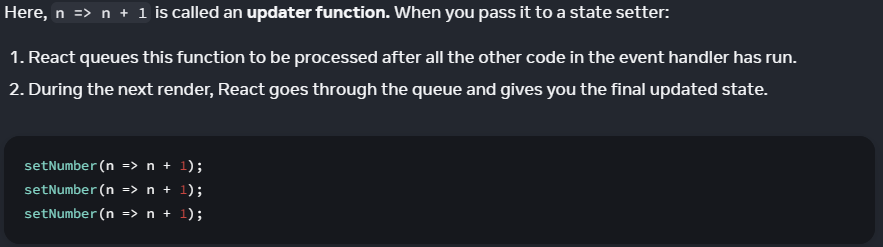 Here, n => n + 1 is called an updater function. When you pass it to a state setter:
1. React queues this function to be processed after all the other code in the event handler has run.
2. During the next render, React goes through the queue and gives you the final updated state.
setNumber(n => n + 1);
setNumber(n => n + 1);
setNumber(n => n + 1);